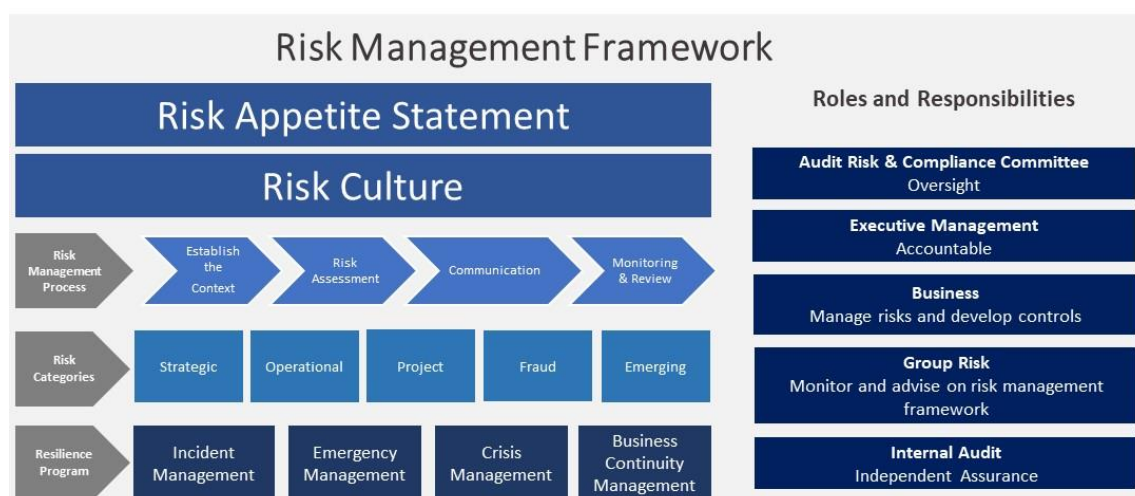 Risk Management Framework
Risk Appetite Statement
Risk Culture
Risk
Management
Process
Establish
the
Context
Risk
Assessment
Communication
Monitoring
& Review
Risk
Categories
Strategic
Operational
Project
Fraud
Emerging
Resilience
Program
Incident
Management
Emergency
Management
Crisis
Management
Business
Continuity
Management
Roles and Responsibilities
Audit Risk & Compliance Committee
Oversight
Executive Management
Accountable
Business
Manage risks and develop controls
Group Risk
Monitor and advise on risk management
framework
Internal Audit
Independent Assurance